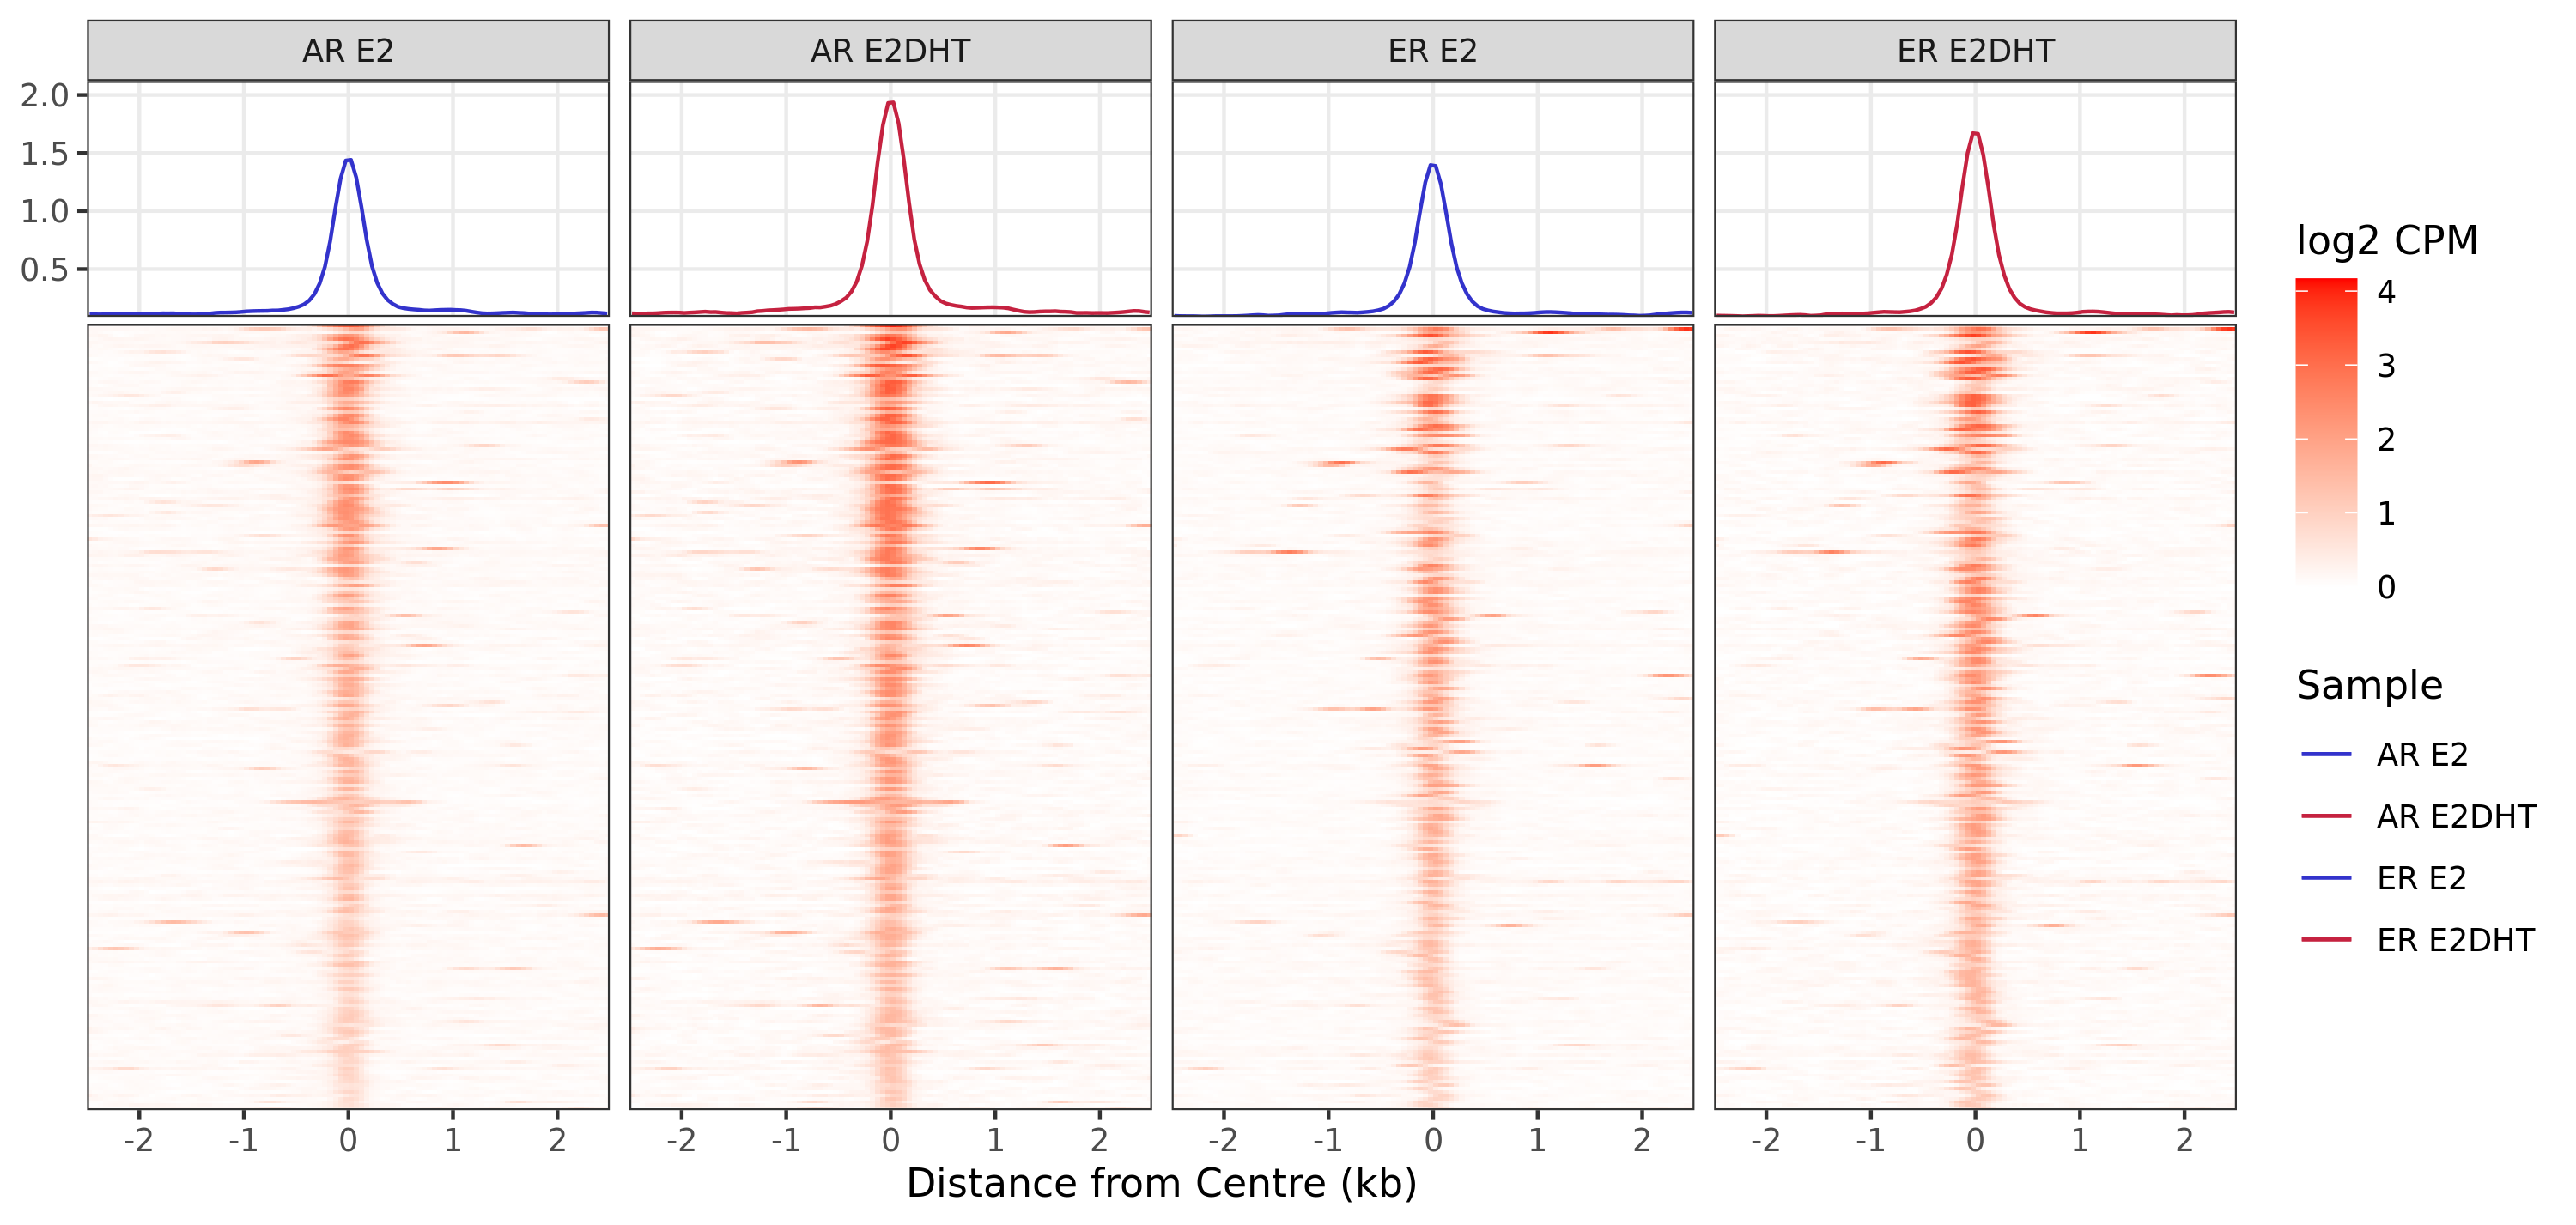 AR E2
AR E2DHT
ER E2
ER E2DHT
2.0
1.5
1.0
0.5
log2 CPM
4
3
2
1
0
Sample
AR E2
AR E2DHT
ER E2
ER E2DHT
-2 -1 0 1 2
-2 -1 0 1 2
-2 -1 0 1 2
-2 -1 0 1 2
Distance from Centre (kb)